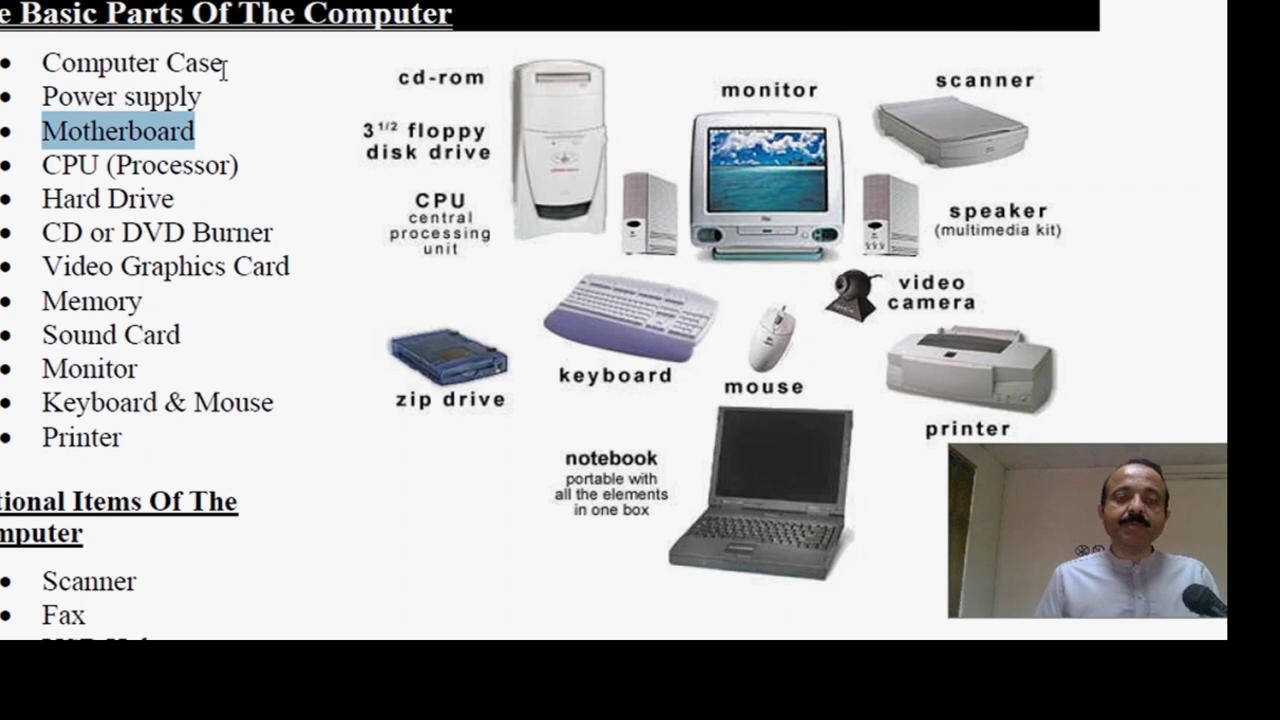 e Basic Parts Of The Computer
Computer Case
Power supply
Motherboard
CPU (Processor)
Hard Drive
CD or DVD Burner
Video Graphics Card
Memory
Sound Card
Monitor
Keyboard & Mouse
Printer
tional Items Of The
mputer
Scanner
Fax
cd-rom
3 1/2 floppy
disk drive
CPU
central
processing
unit
monitor
scanner
speaker
(multimedia kit)
video
camera
keyboard
mouse
zip drive
printer
notebook
portable with
all the elements
in one box